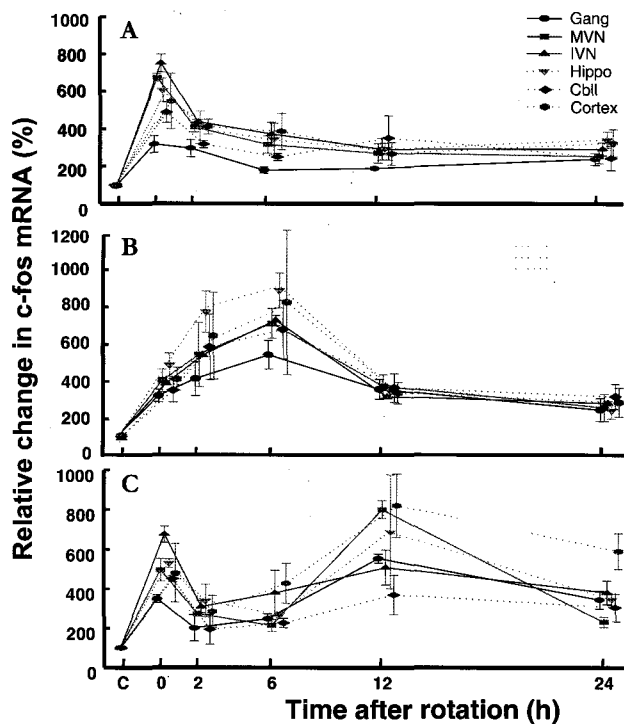 A
Gang
MVN
IVN
Hippo
Cbll
Cortex
1000
800
600
400
200
0
B
1200
1000
800
600
400
200
0
C
1000
800
600
400
200
0
C 0 2 6 12 24
Time after rotation (h)
Relative change in c-fos mRNA (%)